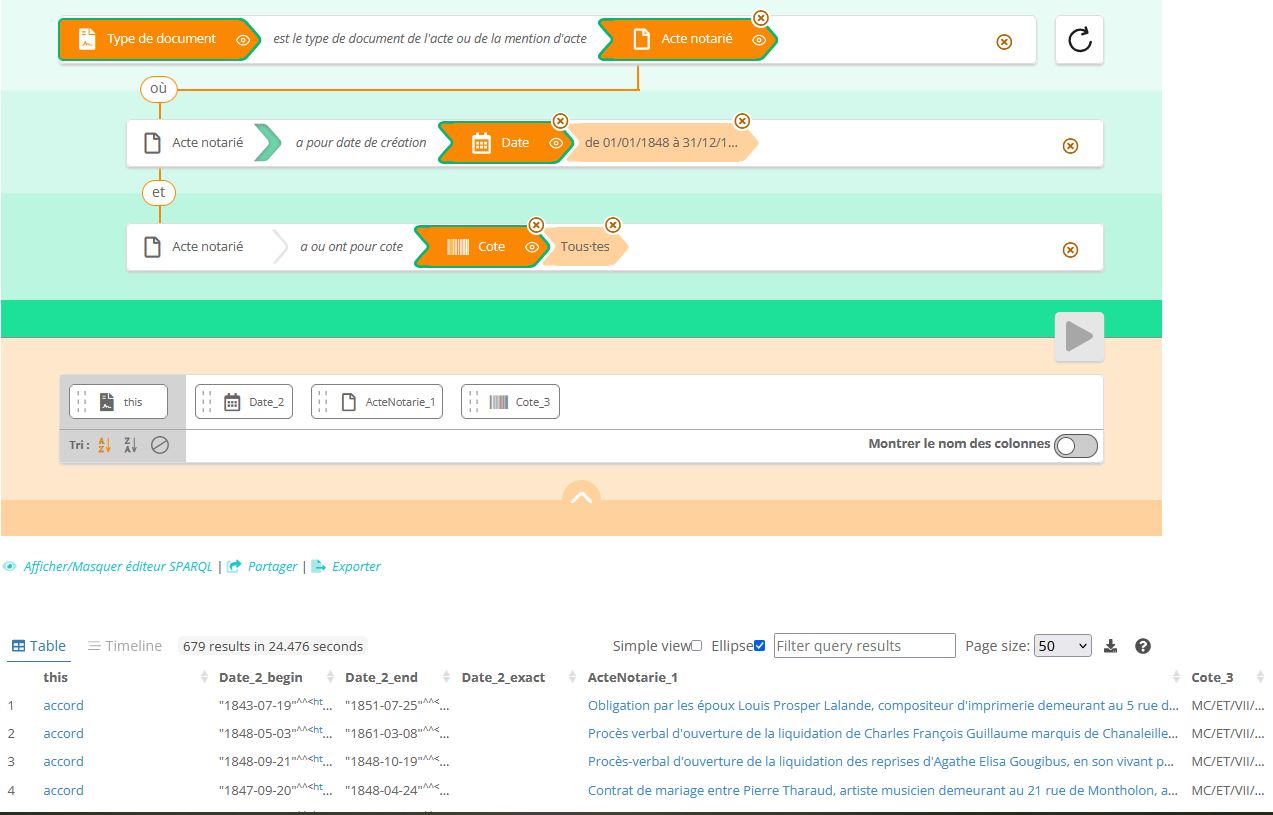 Type de document est le type de document de l'acte ou de la mention d'acte Acte notarié
où
Acte notarié a pour date de création Date de 01/01/1848 à 31/12/1...
et
Acte notarié a ou ont pour cote Cote Tous·tes
this Date_2 ActeNotarie_1 Cote_3
Tri : Montrer le nom des colonnes
Afficher/Masquer éditeur SPARQL | Partager | Exporter
Table Timeline 679 results in 24.476 seconds Simple view Ellipse Filter query results Page size: 50
this Date_2_begin Date_2_end Date_2_exact ActeNotarie_1 Cote_3
1 accord "1843-07-19"^^<ht... "1851-07-25"^^<... Obligation par les époux Louis Prosper Lalande, compositeur d'imprimerie demeurant au 5 rue d... MC/ET/VII/...
2 accord "1848-05-03"^^<ht... "1861-03-08"^^<... Procès verbal d'ouverture de la liquidation de Charles François Guillaume marquis de Chanaleille... MC/ET/VII/...
3 accord "1848-09-21"^^<ht... "1848-10-19"^^<... Procès-verbal d'ouverture de la liquidation des reprises d'Agathe Elisa Gougibus, en son vivant p... MC/ET/VII/...
4 accord "1847-09-20"^^<ht... "1848-04-24"^^<... Contrat de mariage entre Pierre Tharaud, artiste musicien demeurant au 21 rue de Montholon, a... MC/ET/VII/...